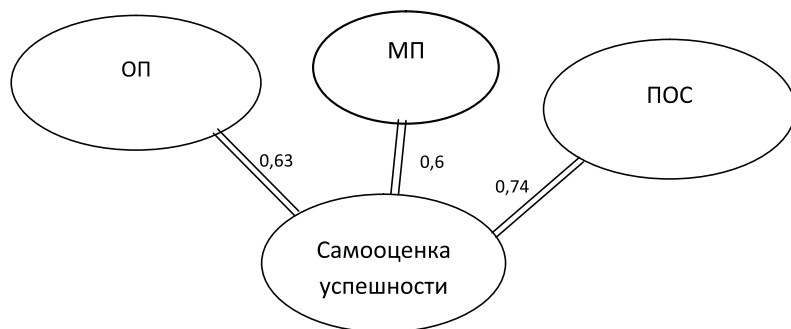 ОП
МП
ПОС
0,63
0,6
0,74
Самооценка
успешности